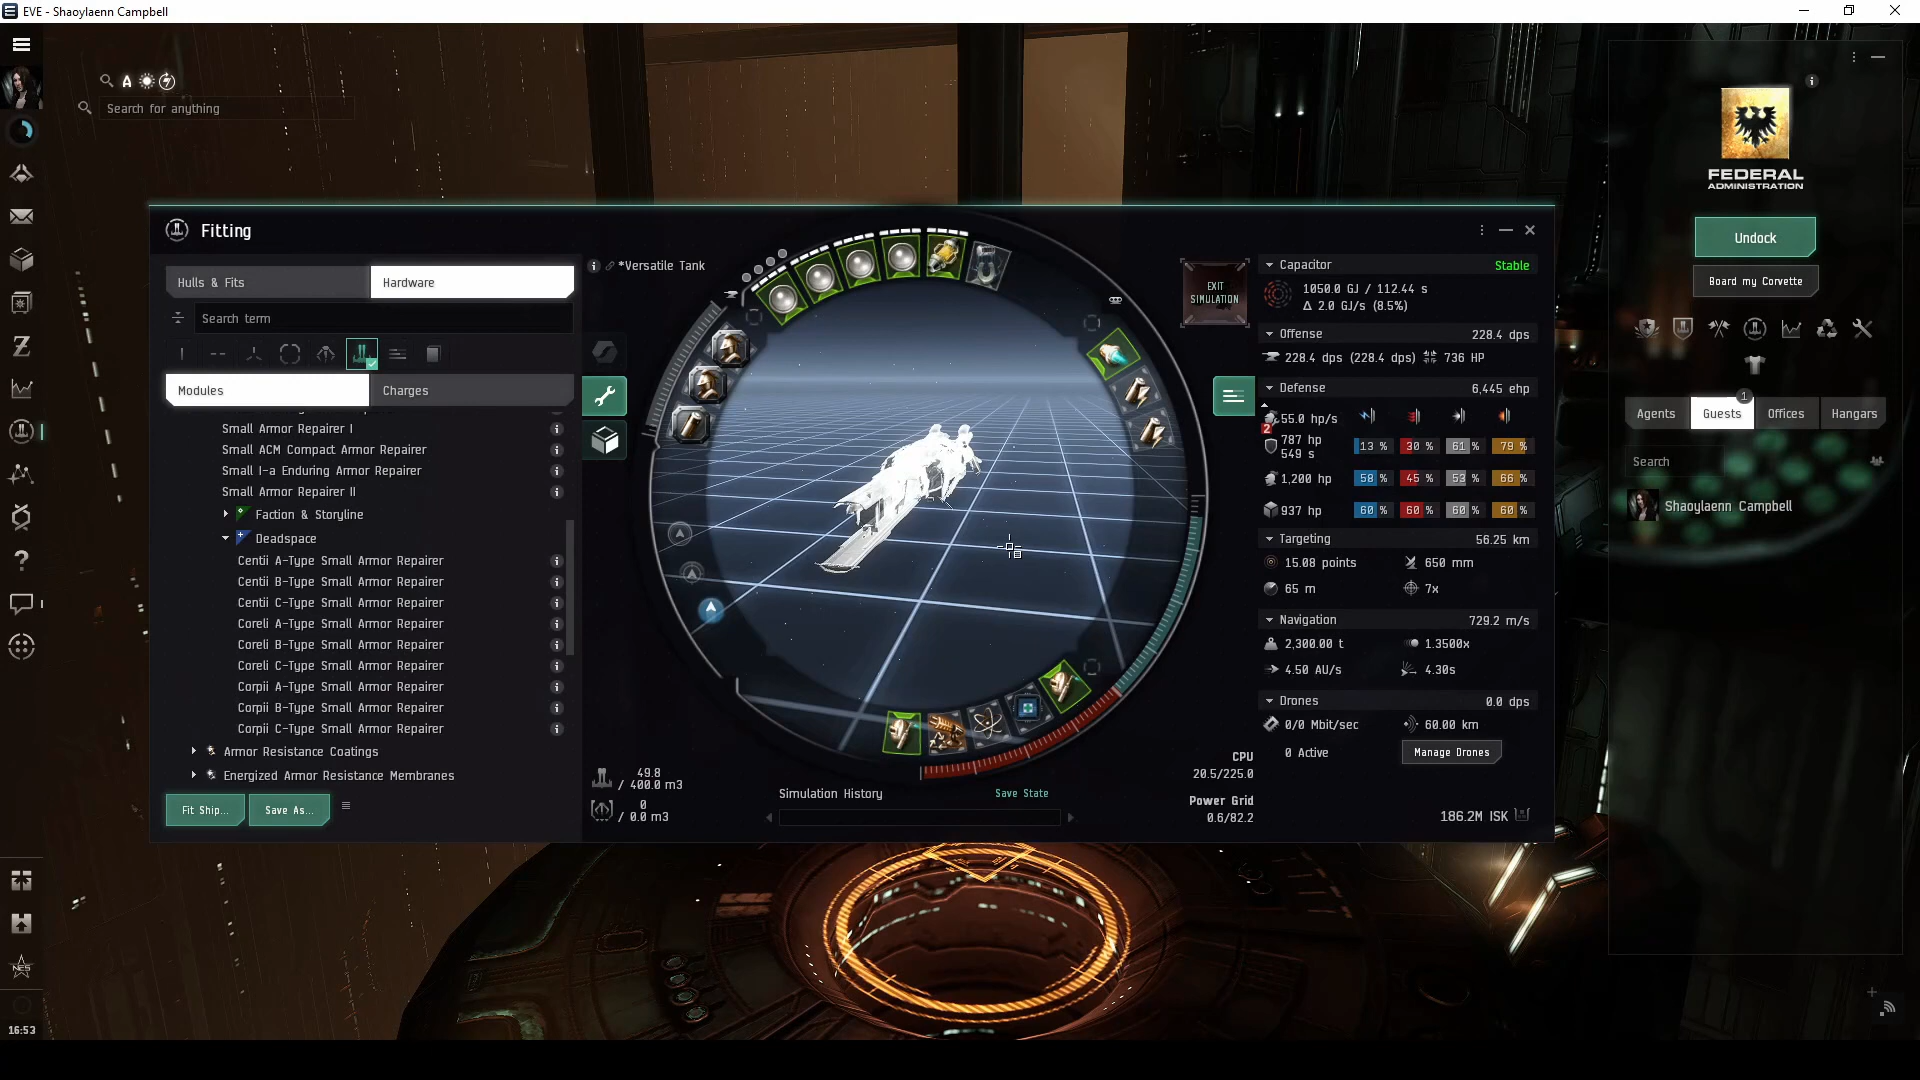 EVE - Shaoylaenn Campbell
A
Search for anything
Fitting
Hulls & Fits
Hardware
Search term
Modules
Charges
Small Armor Repairer I
Small ACM Compact Armor Repairer
Small I-a Enduring Armor Repairer
Small Armor Repairer II
Faction & Storyline
Deadspace
Centii A-Type Small Armor Repairer
Centii B-Type Small Armor Repairer
Centii C-Type Small Armor Repairer
Coreli A-Type Small Armor Repairer
Coreli B-Type Small Armor Repairer
Coreli C-Type Small Armor Repairer
Corpii A-Type Small Armor Repairer
Corpii B-Type Small Armor Repairer
Corpii C-Type Small Armor Repairer
Armor Resistance Coatings
Energized Armor Resistance Membranes
Fit Ship...
Save As...
*Versatile Tank
EXIT
SIMULATION
49.8
/ 400.0 m3
0
/ 0.0 m3
Simulation History
Save State
CPU
20.5/225.0
Power Grid
0.6/82.2
Capacitor
Stable
1050.0 GJ / 112.44 s
Δ 2.0 GJ/s (8.5%)
Offense
228.4 dps
228.4 dps (228.4 dps)
736 HP
Defense
6,445 ehp
55.0 hp/s
2
787 hp
549 s
13 %
30 %
61 %
79 %
1,200 hp
58 %
45 %
53 %
66 %
937 hp
60 %
60 %
60 %
60 %
Targeting
56.25 km
15.08 points
650 mm
65 m
7x
Navigation
729.2 m/s
2,300.00 t
1.3500x
4.50 AU/s
4.30s
Drones
0.0 dps
0/0 Mbit/sec
60.00 km
0 Active
Manage Drones
186.2M ISK
FEDERAL
ADMINISTRATION
Undock
Board my Corvette
1
Agents
Guests
Offices
Hangars
Search
Shaoylaenn Campbell
NES
16:53